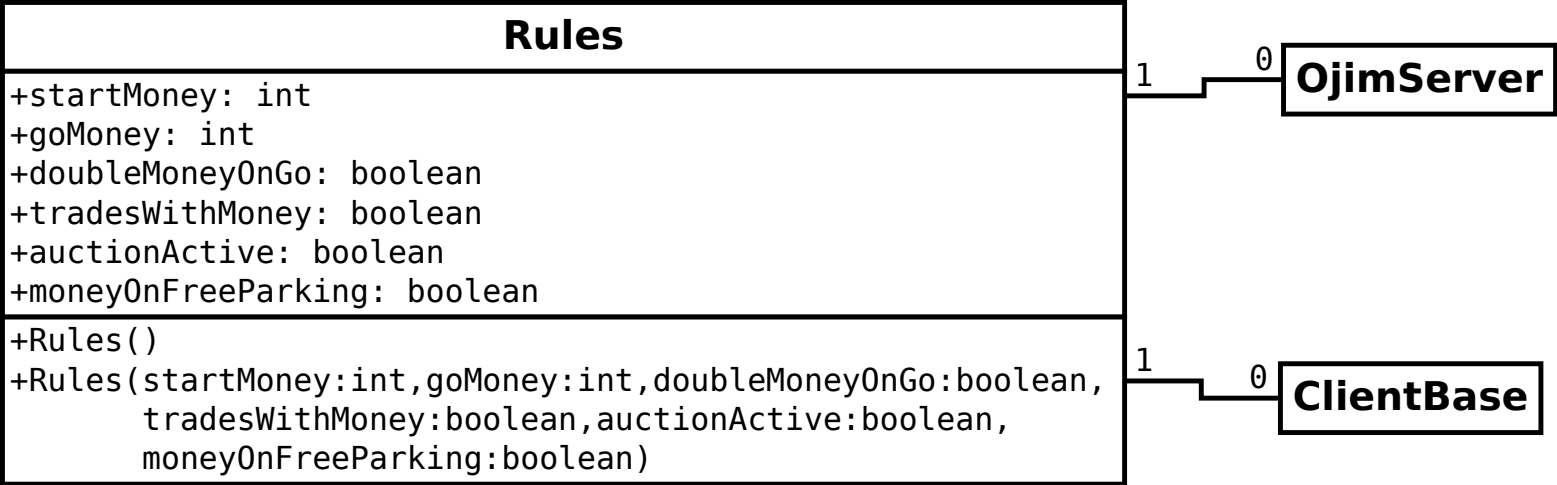 Rules
+startMoney: int
+goMoney: int
+doubleMoneyOnGo: boolean
+tradesWithMoney: boolean
+auctionActive: boolean
+moneyOnFreeParking: boolean
+Rules()
+Rules(startMoney:int,goMoney:int,doubleMoneyOnGo:boolean,
tradesWithMoney:boolean,auctionActive:boolean,
moneyOnFreeParking:boolean)
1
0
OjimServer
1
0
ClientBase